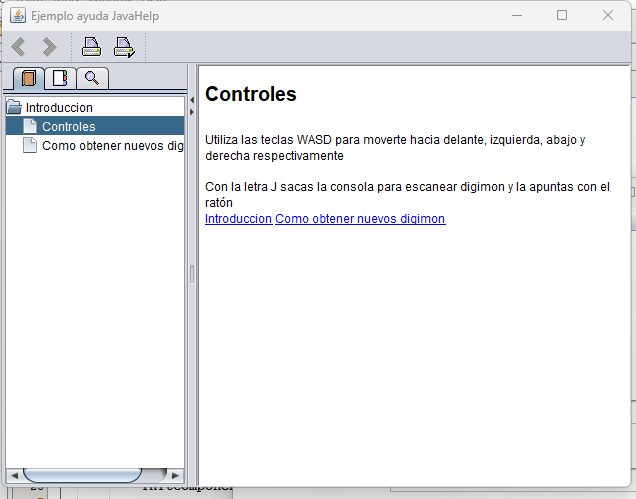 Ejemplo ayuda JavaHelp
Introduccion
Controles
Como obtener nuevos dig
Controles
Utiliza las teclas WASD para moverte hacia delante, izquierda, abajo y
derecha respectivamente
Con la letra J sacas la consola para escanear digimon y la apuntas con el
ratón
Introduccion Como obtener nuevos digimon